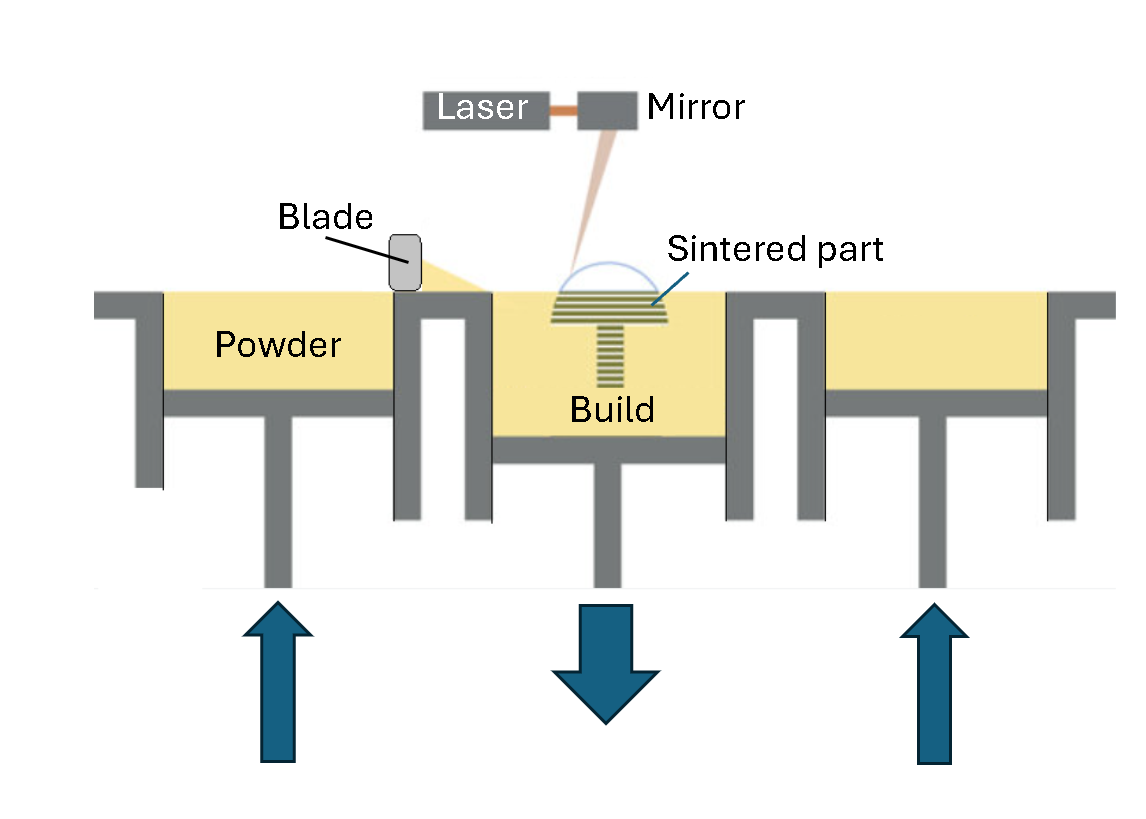 Laser
Mirror
Blade
Sintered part
Powder
Build